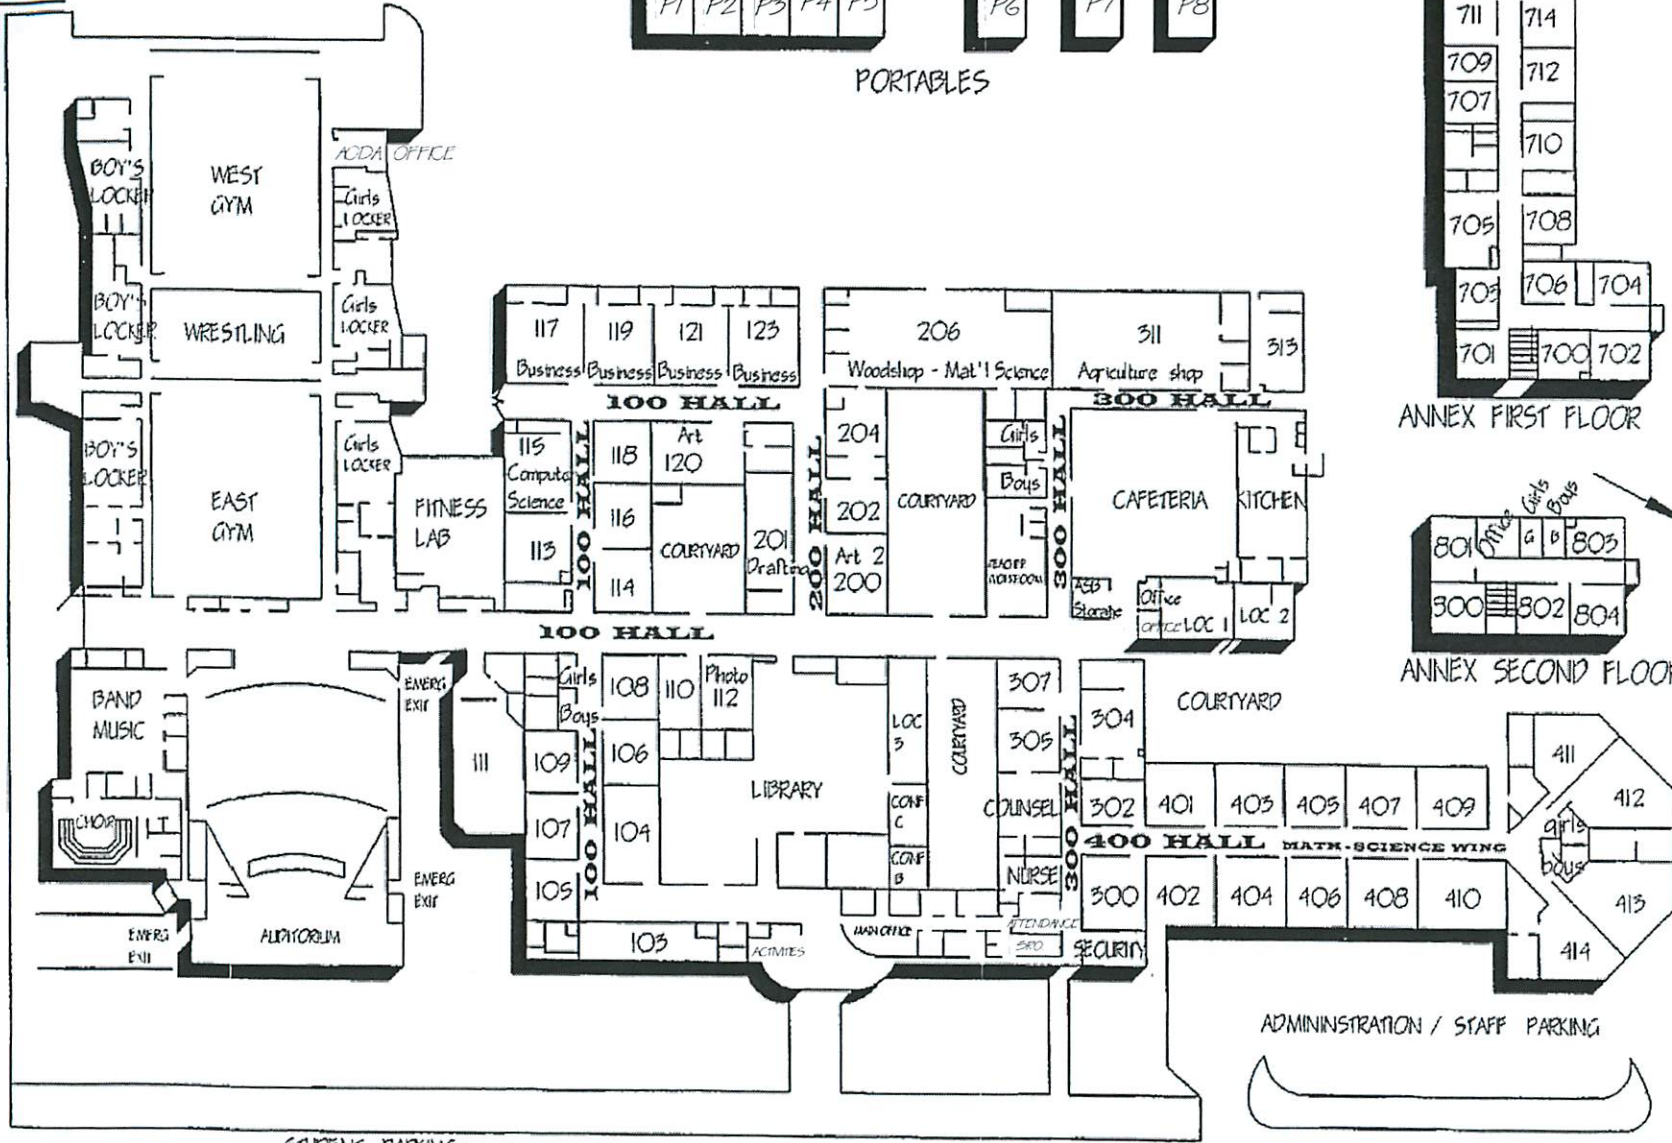 P1 P2 P3 P4 P5 P6 P7 P8
PORTABLES
711 714
709 712
707
710
705 708
703 706 704
701 700 702
ANNEX FIRST FLOOR
AODA OFFICE
BOY'S LOCKER
WEST GYM
Girls LOCKER
BOY'S LOCKER
WRESTLING
Girls LOCKER
BOY'S LOCKER
EAST GYM
Girls LOCKER
FITNESS LAB
117 Business
119 Business
121 Business
123 Business
100 HALL
206
Woodshop - Mat'l Science
311
Agriculture shop
313
300 HALL
115
Compute
Science
113
100 HALL
118
116
114
Art
120
COURTYARD
201
Drafting
200 HALL
204
202
Art 2
200
COURTYARD
Girls
Boys
300 HALL
CAFETERIA
KITCHEN
ASB
Storage
Office
OFFICE
LOC 1
LOC 2
Office
Girls
Boys
801 G B 803
800 802 804
ANNEX SECOND FLOOR
100 HALL
BAND
MUSIC
CHOIR
AUDITORIUM
EMERG
EXIT
EMERG
EXIT
EMERG
EXIT
111
Girls
Boys
109
107
105
100 HALL
108
106
104
110
Photo
112
LIBRARY
103
ACTIVITES
LOC
3
CONF
C
CONF
B
COURTYARD
MAIN OFFICE
307
305
COUNSEL
NURSE
ATTENDANCE
SRO
SECURITY
300 HALL
304
302
300
COURTYARD
401 403 405 407 409
400 HALL MATH-SCIENCE WING
402 404 406 408 410
411
412
girls
boys
413
414
ADMININSTRATION / STAFF PARKING
STUDENT PARKING